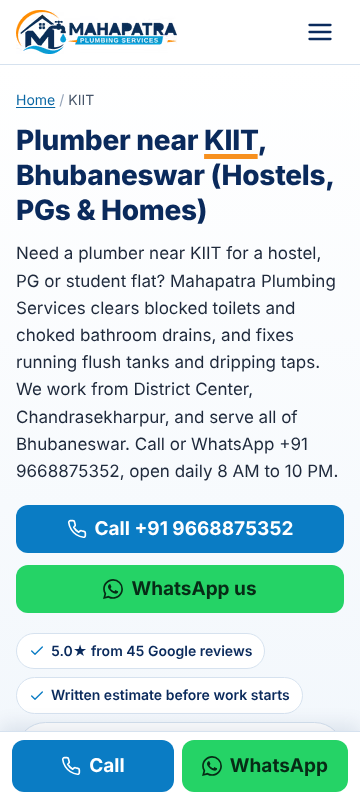 MAHAPATRA
PLUMBING SERVICES
Home / KIIT
Plumber near KIIT,
Bhubaneswar (Hostels,
PGs & Homes)
Need a plumber near KIIT for a hostel,
PG or student flat? Mahapatra Plumbing
Services clears blocked toilets and
choked bathroom drains, and fixes
running flush tanks and dripping taps.
We work from District Center,
Chandrasekharpur, and serve all of
Bhubaneswar. Call or WhatsApp +91
9668875352, open daily 8 AM to 10 PM.
Call +91 9668875352
WhatsApp us
5.0★ from 45 Google reviews
Written estimate before work starts
Call
WhatsApp